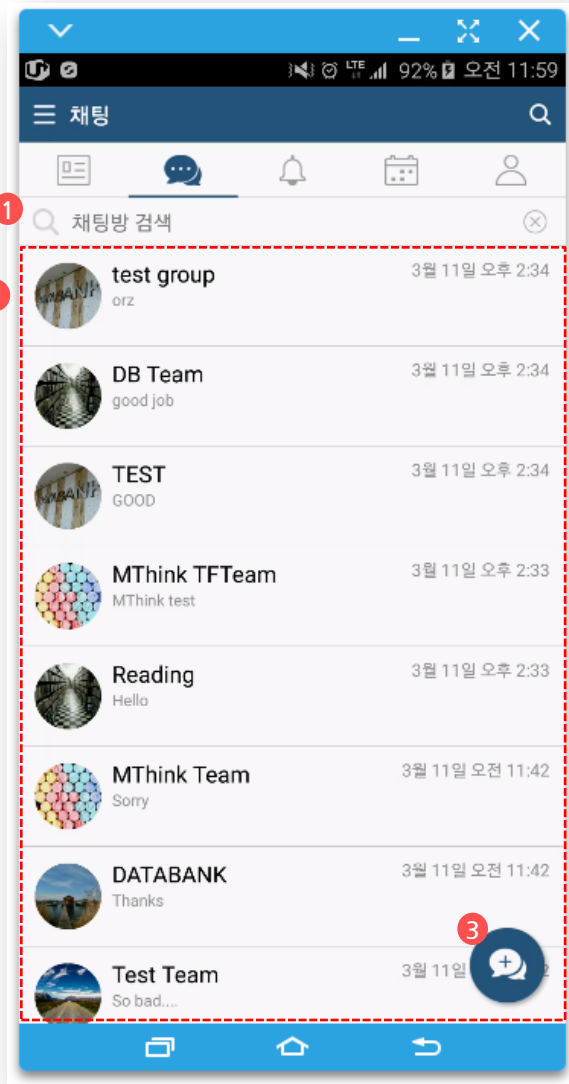 LTE 92% 오전 11:59
채팅
1
채팅방 검색
test group 3월 11일 오후 2:34
orz
DB Team 3월 11일 오후 2:34
good job
TEST 3월 11일 오후 2:34
GOOD
MThink TFTeam 3월 11일 오후 2:33
MThink test
Reading 3월 11일 오후 2:33
Hello
MThink Team 3월 11일 오전 11:42
Sorry
DATABANK 3월 11일 오전 11:42
Thanks
3
Test Team 3월 11일
So bad....